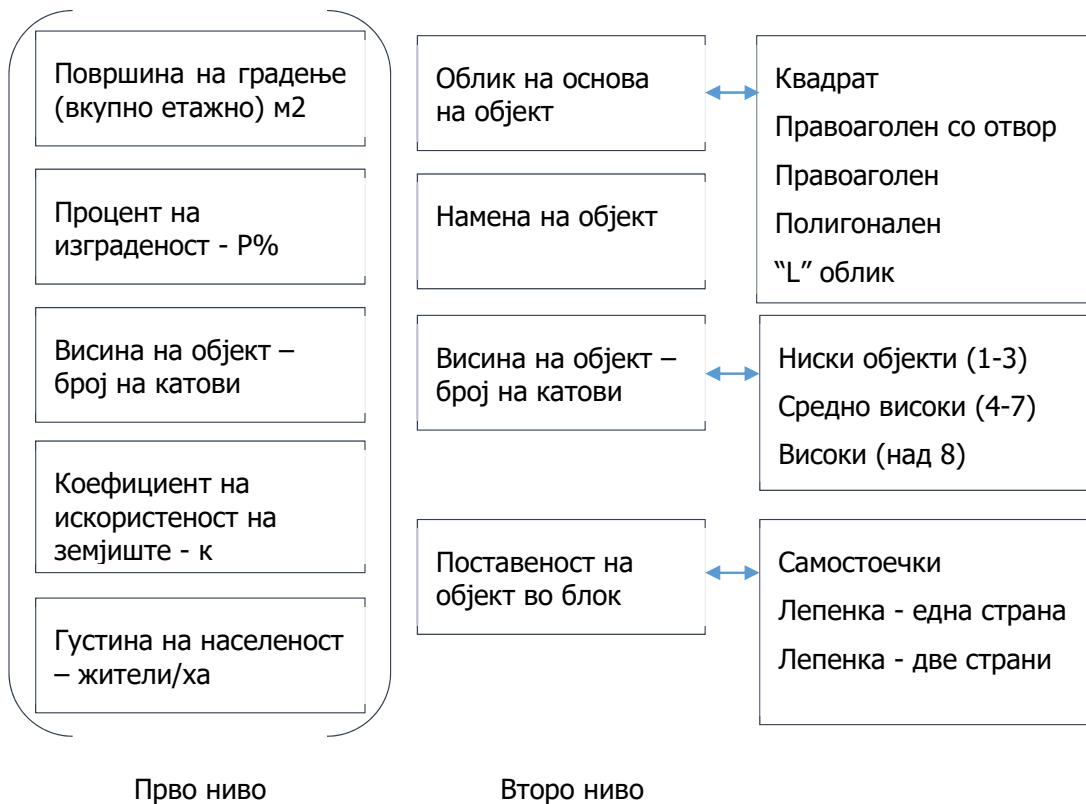 Површина на градење
(вкупно етажно) м2
Процент на
изграденост - P%
Висина на објект –
број на катови
Коефициент на
искористеност на
земјиште - к
Густина на населеност
– жители/ха
Прво ниво
Облик на основа
на објект
Намена на објект
Висина на објект –
број на катови
Поставеност на
објект во блок
Второ ниво
Квадрат
Правоаголен со отвор
Правоаголен
Полигонален
“L” облик
Ниски објекти (1-3)
Средно високи (4-7)
Високи (над 8)
Самостоечки
Лепенка - една страна
Лепенка - две страни